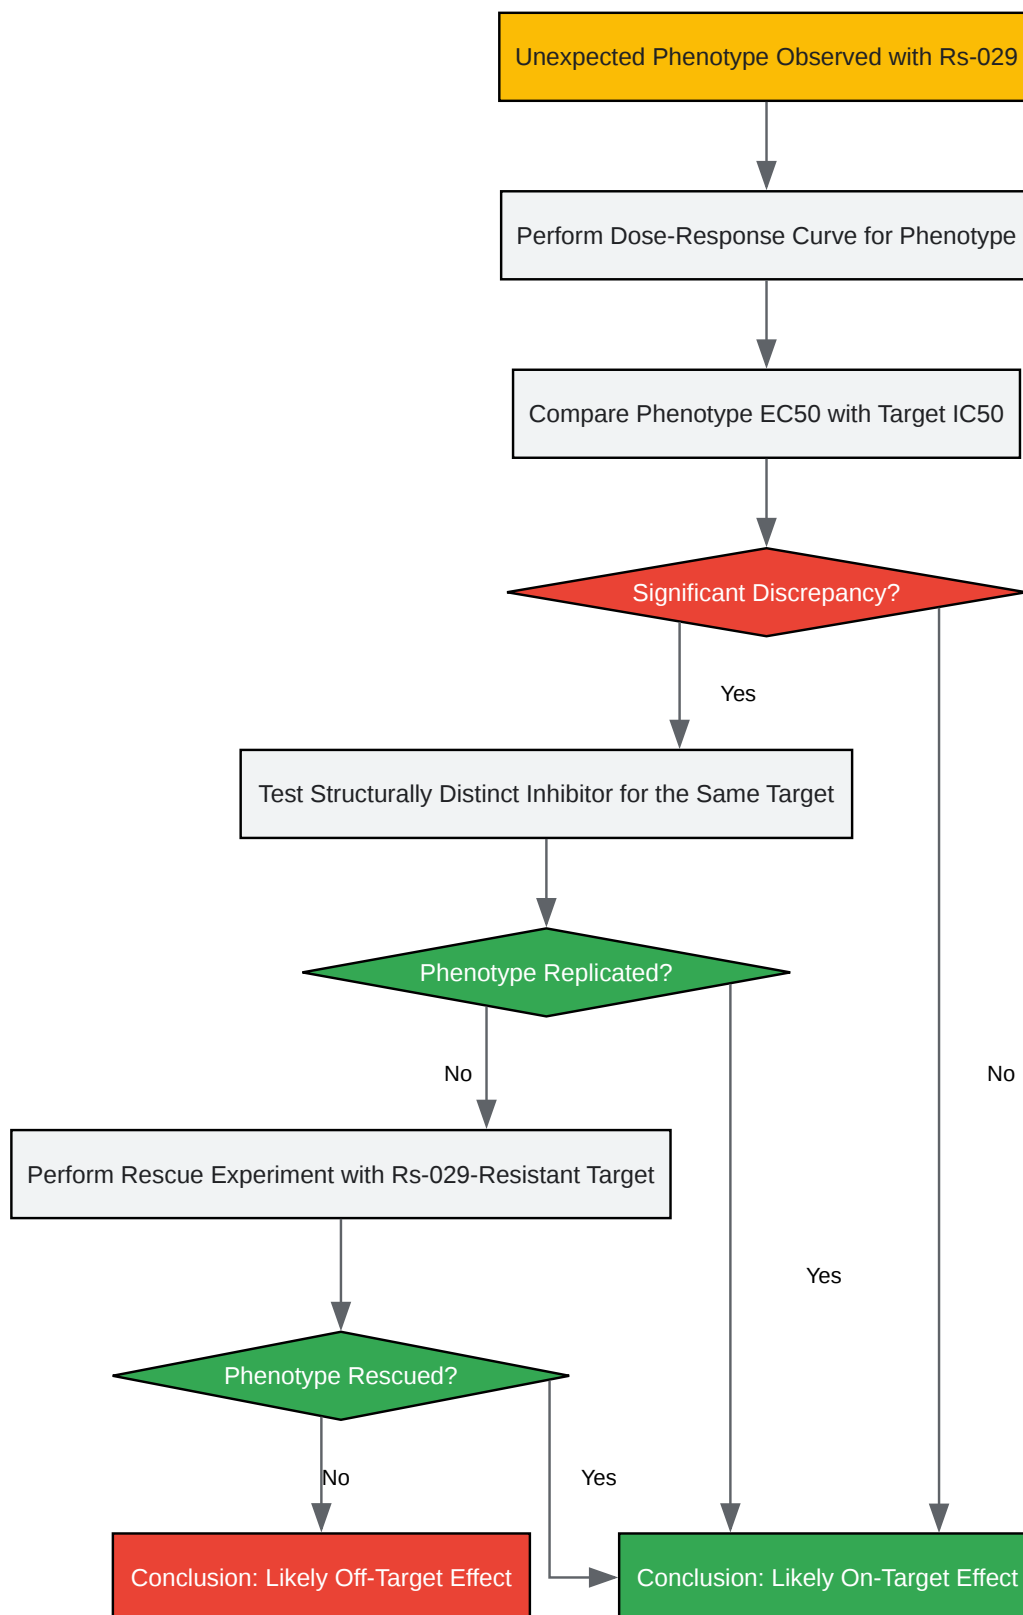 Unexpected Phenotype Observed with Rs-029
Perform Dose-Response Curve for Phenotype
Compare Phenotype EC50 with Target IC50
Significant Discrepancy?
Yes
Test Structurally Distinct Inhibitor for the Same Target
Phenotype Replicated?
No
No
Perform Rescue Experiment with Rs-029-Resistant Target
Yes
Phenotype Rescued?
No
Yes
Conclusion: Likely Off-Target Effect
Conclusion: Likely On-Target Effect